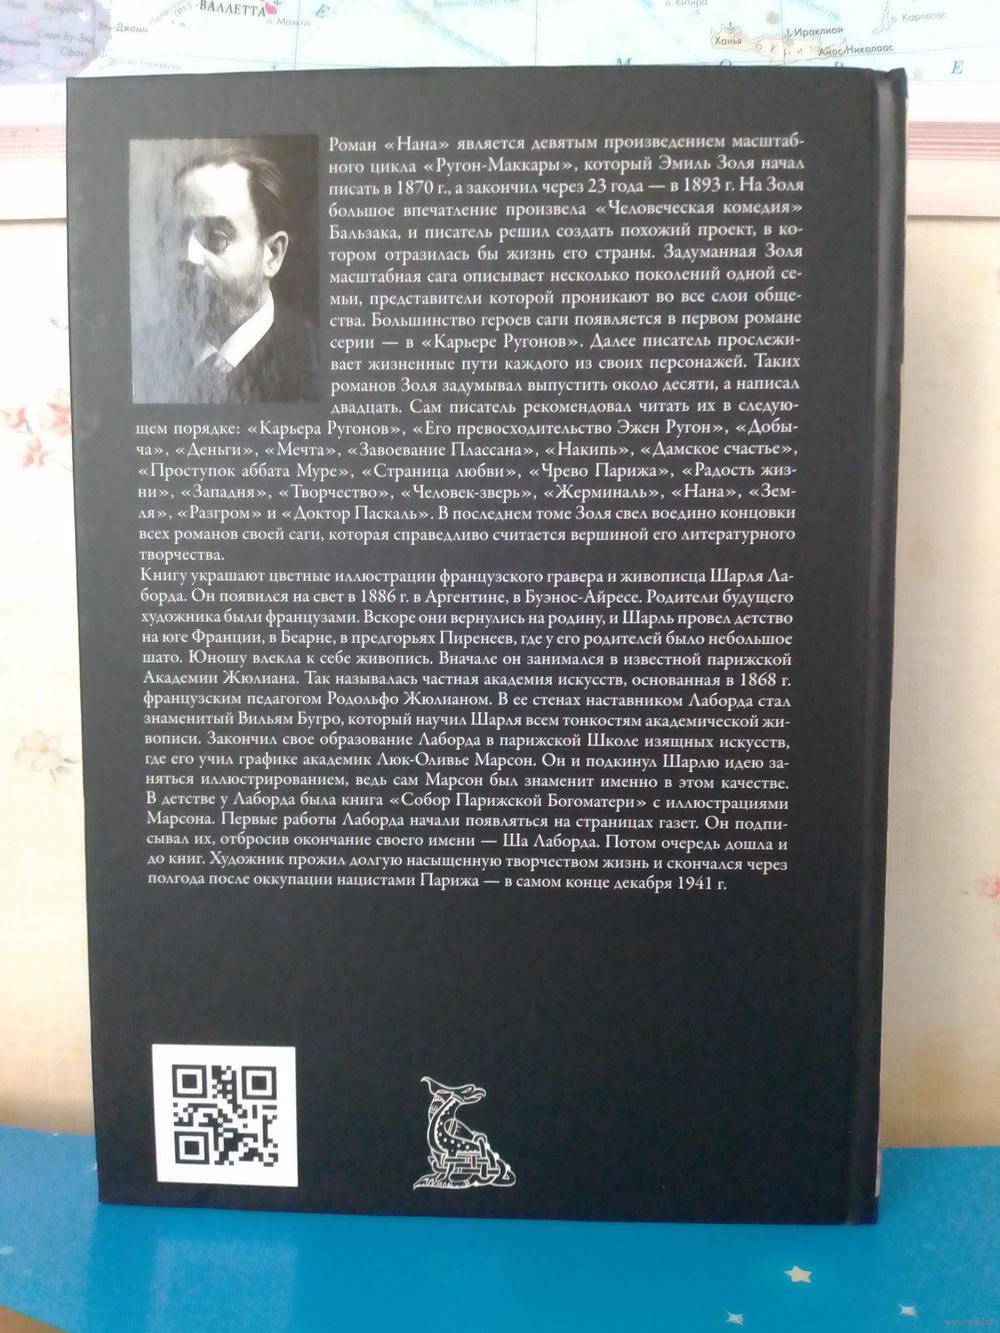 ВАЛЛЕТТА
о. Мальта
Е
Эль-Джамм
Сиди-Бу-Зид
о. Китира
Ханья
о. Крит
Ираклион
Айос-Николаос
о. Карпатос
М О Р Е
Роман «Нана» является девятым произведением масштаб-
ного цикла «Ругон-Маккары», который Эмиль Золя начал
писать в 1870 г., а закончил через 23 года — в 1893 г. На Золя
большое впечатление произвела «Человеческая комедия»
Бальзака, и писатель решил создать похожий проект, в ко-
тором отразилась бы жизнь его страны. Задуманная Золя
масштабная сага описывает несколько поколений одной се-
мьи, представители которой проникают во все слои обще-
ства. Большинство героев саги появляется в первом романе
серии — в «Карьере Ругонов». Далее писатель прослежи-
вает жизненные пути каждого из своих персонажей. Таких
романов Золя задумывал выпустить около десяти, а написал
двадцать. Сам писатель рекомендовал читать их в следую-
щем порядке: «Карьера Ругонов», «Его превосходительство Эжен Ругон», «Добы-
ча», «Деньги», «Мечта», «Завоевание Плассана», «Накипь», «Дамское счастье»,
«Проступок аббата Муре», «Страница любви», «Чрево Парижа», «Радость жиз-
ни», «Западня», «Творчество», «Человек-зверь», «Жерминаль», «Нана», «Зем-
ля», «Разгром» и «Доктор Паскаль». В последнем томе Золя свел воедино концовки
всех романов своей саги, которая справедливо считается вершиной его литературного
творчества.
Книгу украшают цветные иллюстрации французского гравера и живописца Шарля Ла-
борда. Он появился на свет в 1886 г. в Аргентине, в Буэнос-Айресе. Родители будущего
художника были французами. Вскоре они вернулись на родину, и Шарль провел детство
на юге Франции, в Беарне, в предгорьях Пиренеев, где у его родителей было небольшое
шато. Юношу влекла к себе живопись. Вначале он занимался в известной парижской
Академии Жюлиана. Так называлась частная академия искусств, основанная в 1868 г.
французским педагогом Родольфо Жюлианом. В ее стенах наставником Лаборда стал
знаменитый Вильям Бугро, который научил Шарля всем тонкостям академической жи-
вописи. Закончил свое образование Лаборда в парижской Школе изящных искусств,
где его учил графике академик Люк-Оливье Марсон. Он и подкинул Шарлю идею за-
няться иллюстрированием, ведь сам Марсон был знаменит именно в этом качестве.
В детстве у Лаборда была книга «Собор Парижской Богоматери» с иллюстрациями
Марсона. Первые работы Лаборда начали появляться на страницах газет. Он подпи-
сывал их, отбросив окончание своего имени — Ша Лаборда. Потом очередь дошла и
до книг. Художник прожил долгую насыщенную творчеством жизнь и скончался через
полгода после оккупации нацистами Парижа — в самом конце декабря 1941 г.